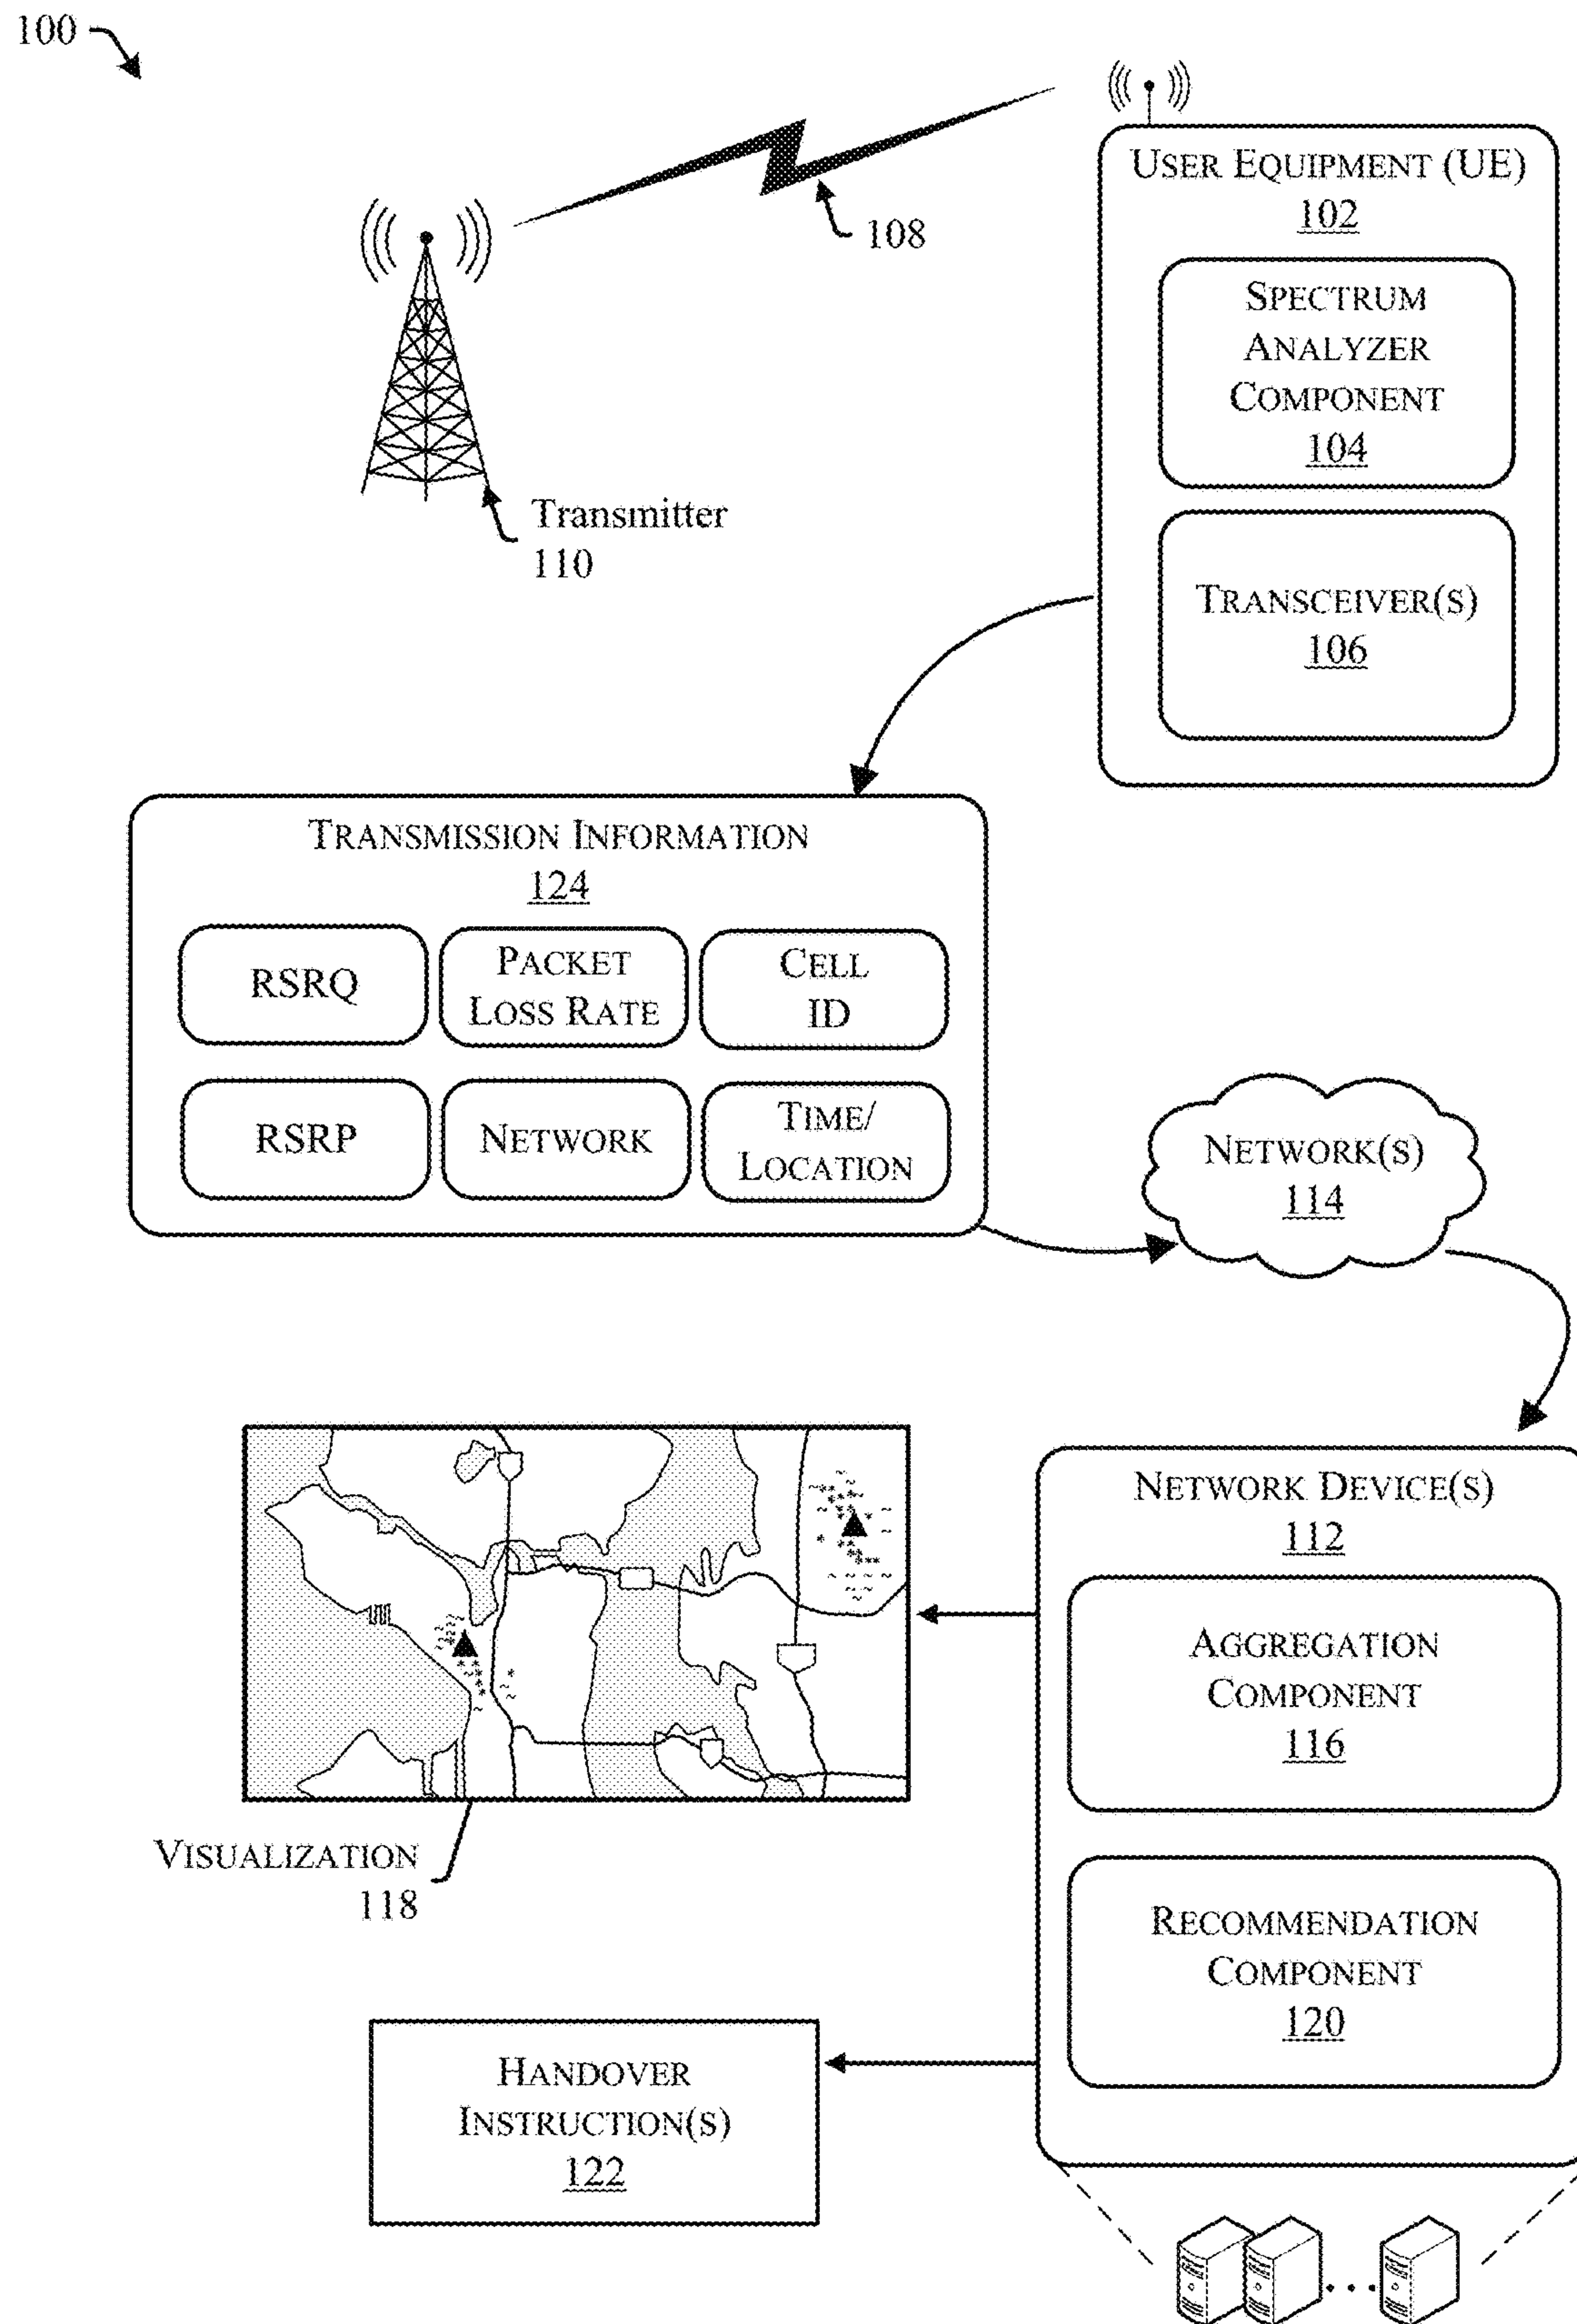 100
USER EQUIPMENT (UE)
102
108
SPECTRUM
ANALYZER
COMPONENT
104
Transmitter
110
TRANSCEIVER(S)
106
TRANSMISSION INFORMATION
124
RSRQ
PACKET
LOSS RATE
CELL
ID
RSRP
NETWORK
TIME/
LOCATION
NETWORK(S)
114
NETWORK DEVICE(S)
112
AGGREGATION
COMPONENT
116
VISUALIZATION
118
RECOMMENDATION
COMPONENT
120
HANDOVER
INSTRUCTION(S)
122